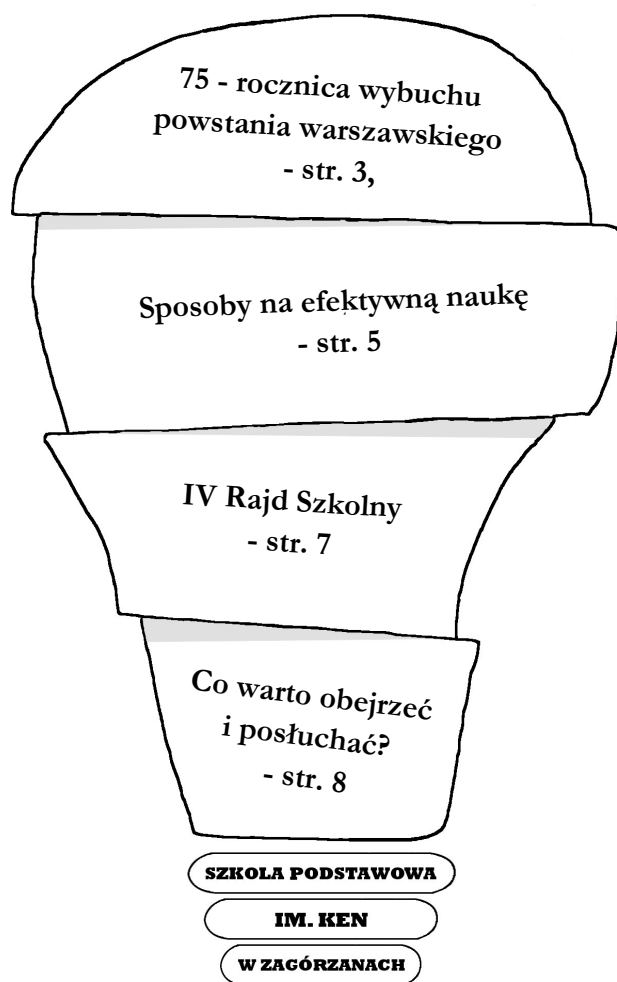 75 - rocznica wybuchu
powstania warszawskiego
- str. 3,
Sposoby na efektywną naukę
- str. 5
IV Rajd Szkolny
- str. 7
Co warto obejrzeć
i posłuchać?
- str. 8
SZKOLA PODSTAWOWA
IM. KEN
W ZAGÓRZANACH